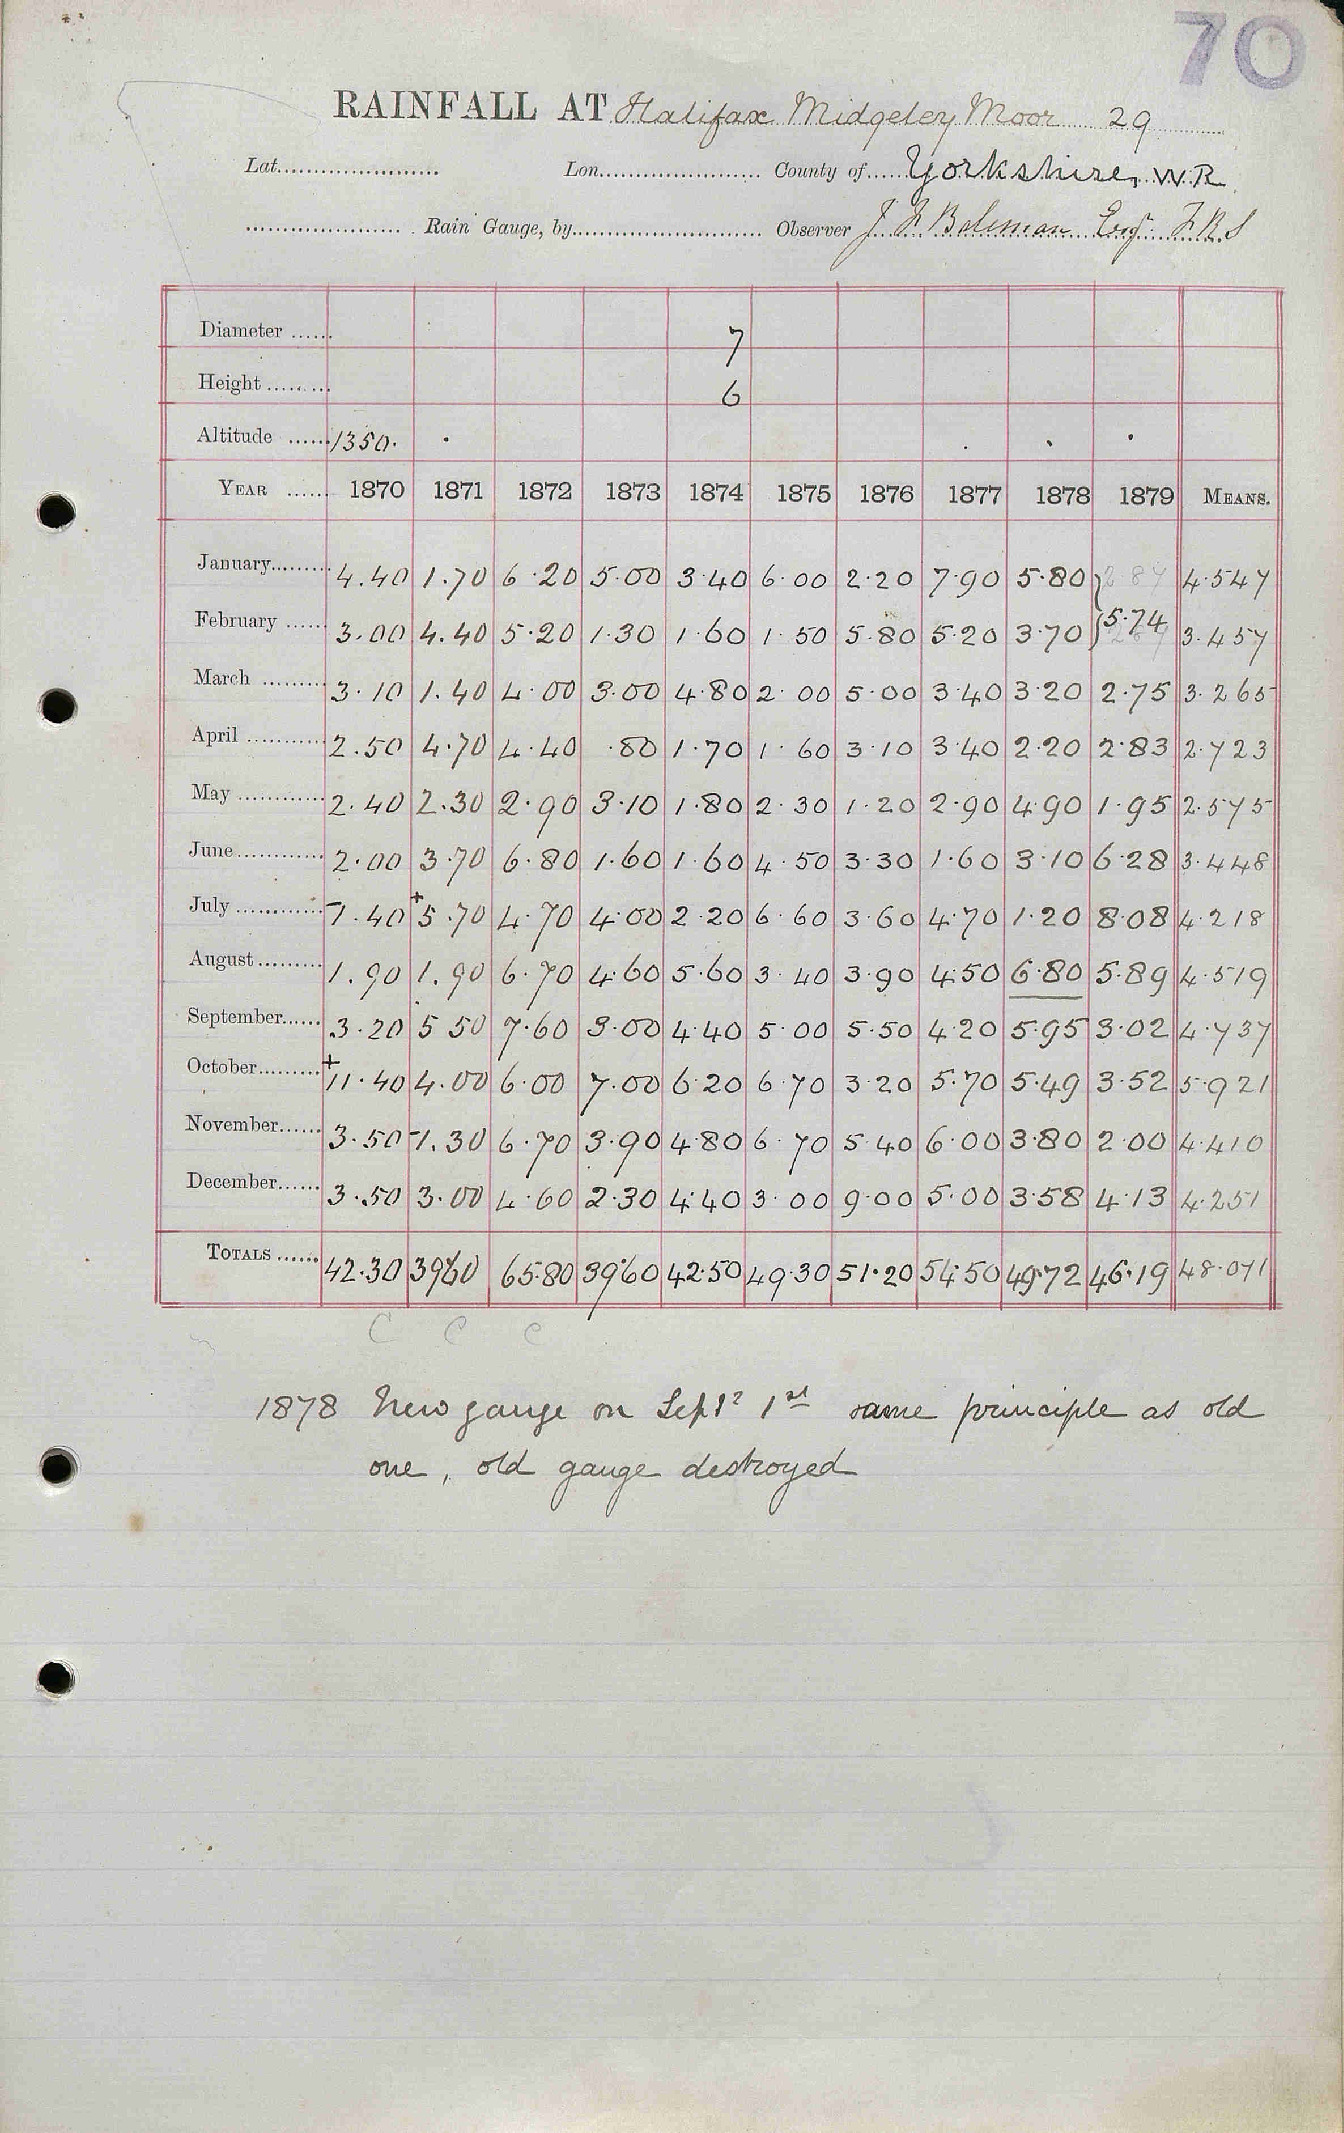 70
RAINFALL AT Halifax Midgeley Moor 29
Lat. Lon. County of Yorkshire, W.R
Rain Gauge, by Observer J F Bateman Esqr. F.R.S
Diameter 7
Height 6
Altitude 1350.
YEAR 1870 1871 1872 1873 1874 1875 1876 1877 1878 1879 MEANS.
January 4.40 1.70 6.20 5.00 3.40 6.00 2.20 7.90 5.80 2.87 4.547
February 3.00 4.40 5.20 1.30 1.60 1.50 5.80 5.20 3.70 5.74 2.87 3.457
March 3.10 1.40 4.00 3.00 4.80 2.00 5.00 3.40 3.20 2.75 3.265
April 2.50 4.70 4.40 .80 1.70 1.60 3.10 3.40 2.20 2.83 2.723
May 2.40 2.30 2.90 3.10 1.80 2.30 1.20 2.90 4.90 1.95 2.575
June 2.00 3.70 6.80 1.60 1.60 4.50 3.30 1.60 3.10 6.28 3.448
July -1.40 +5.70 4.70 4.00 2.20 6.60 3.60 4.70 1.20 8.08 4.218
August 1.90 1.90 6.70 4.60 5.60 3.40 3.90 4.50 6.80 5.89 4.519
September 3.20 5.50 7.60 3.00 4.40 5.00 5.50 4.20 5.95 3.02 4.737
October +11.40 4.00 6.00 7.00 6.20 6.70 3.20 5.70 5.49 3.52 5.921
November 3.50 -1.30 6.70 3.90 4.80 6.70 5.40 6.00 3.80 2.00 4.410
December 3.50 3.00 4.60 2.30 4.40 3.00 9.00 5.00 3.58 4.13 4.251
TOTALS 42.30 39.60 65.80 39.60 42.50 49.30 51.20 54.50 49.72 46.19 48.071
C C C
1878 New gauge on Sept 1st same principle as old
one, old gauge destroyed